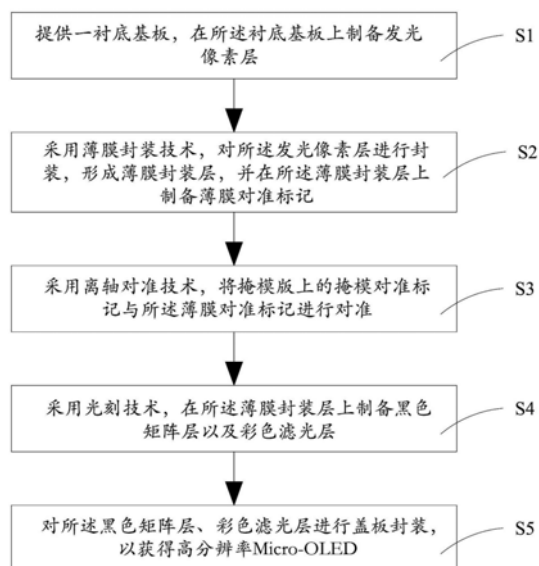 提供一衬底基板，在所述衬底基板上制备发光
像素层
S1
采用薄膜封装技术，对所述发光像素层进行封
装，形成薄膜封装层，并在所述薄膜封装层上
制备薄膜对准标记
S2
采用离轴对准技术，将掩模版上的掩模对准标
记与所述薄膜对准标记进行对准
S3
采用光刻技术，在所述薄膜封装层上制备黑色
矩阵层以及彩色滤光层
S4
对所述黑色矩阵层、彩色滤光层进行盖板封装，
以获得高分辨率Micro-OLED
S5